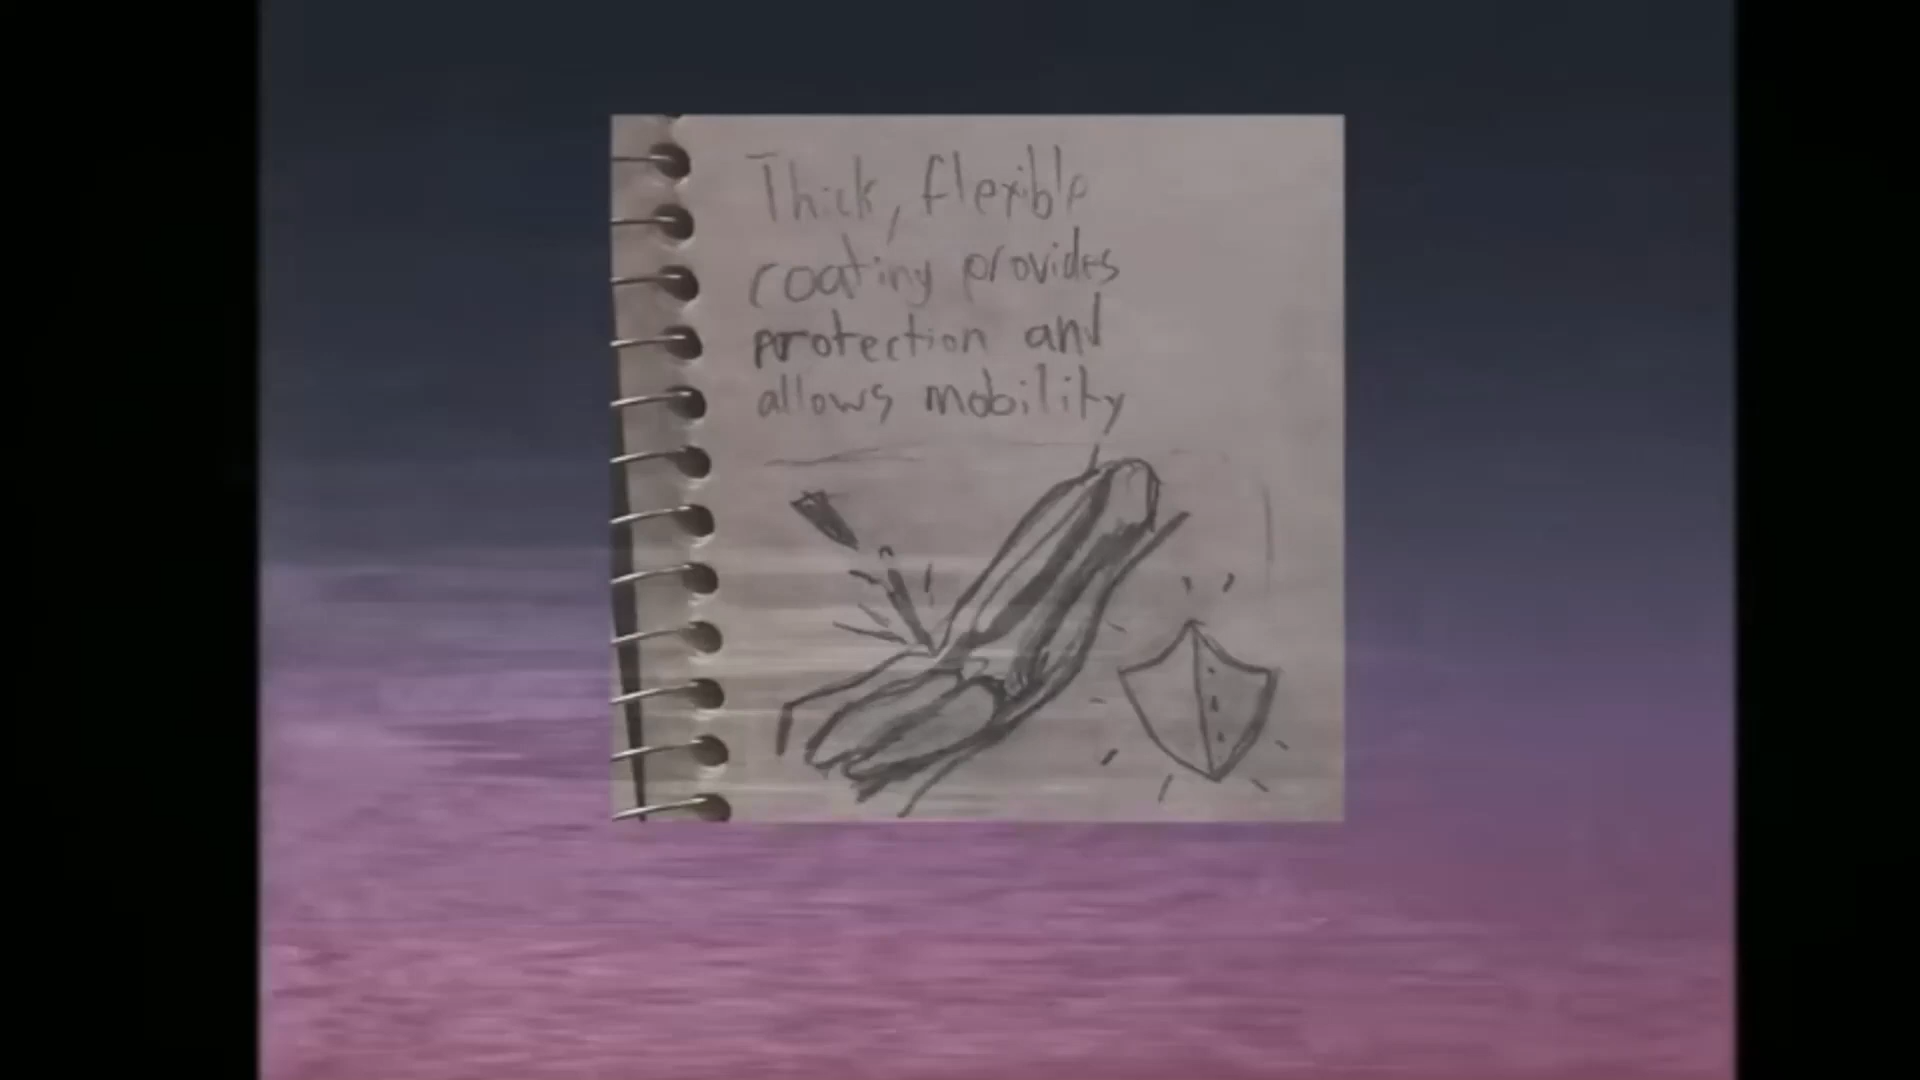 Thick, flexible
coating provides
protection and
allows mobility